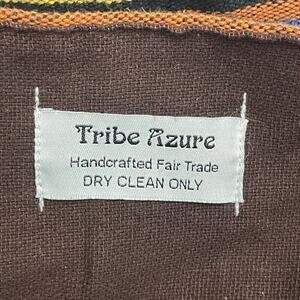 Tribe Azure
Handcrafted Fair Trade
DRY CLEAN ONLY